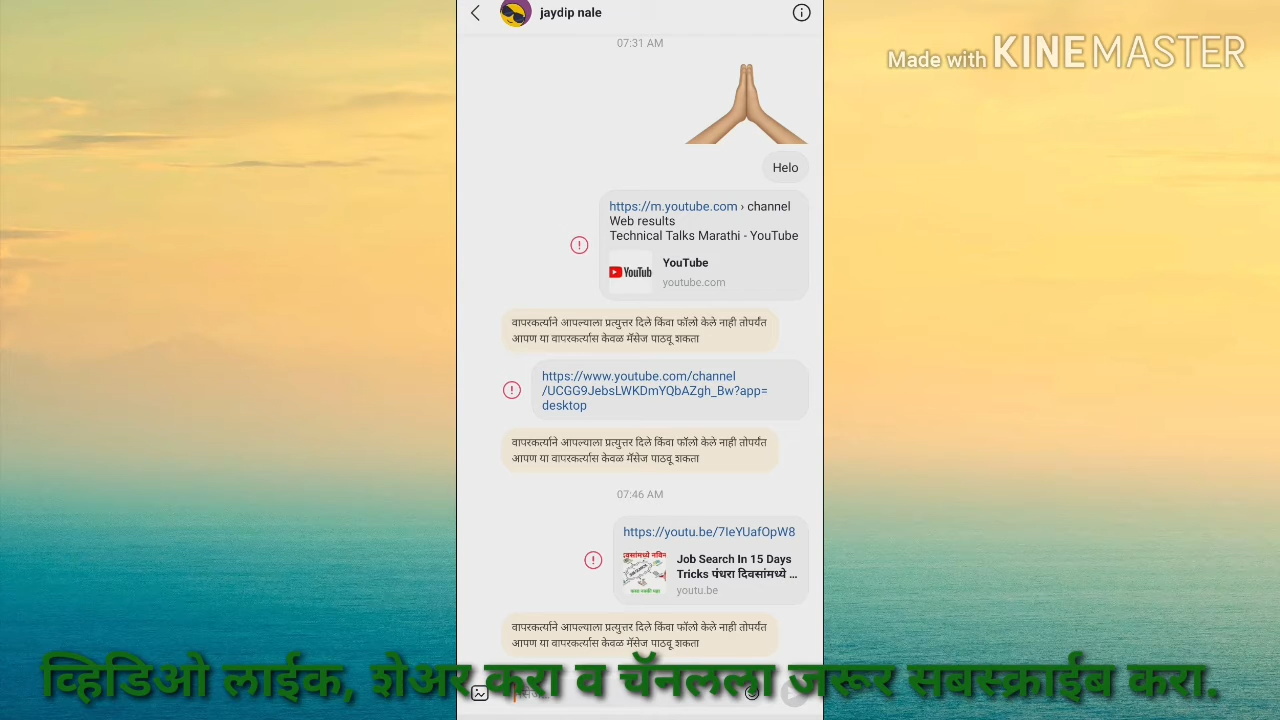 jaydip nale
Made with KINEMASTER
07:31 AM
Helo
https://m.youtube.com › channel
Web results
Technical Talks Marathi - YouTube
YouTube
youtube.com
वापरकर्त्याने आपल्याला प्रत्युत्तर दिले किंवा फॉलो केले नाही तोपर्यंत
आपण या वापरकर्त्यास केवळ मॅसेज पाठवू शकता
https://www.youtube.com/channel
/UCGG9JebsLWKDmYQbAZgh_Bw?app=
desktop
वापरकर्त्याने आपल्याला प्रत्युत्तर दिले किंवा फॉलो केले नाही तोपर्यंत
आपण या वापरकर्त्यास केवळ मॅसेज पाठवू शकता
07:46 AM
https://youtu.be/7IeYUafOpW8
Job Search In 15 Days
Tricks पंधरा दिवसांमध्ये ...
youtu.be
वापरकर्त्याने आपल्याला प्रत्युत्तर दिले किंवा फॉलो केले नाही तोपर्यंत
आपण या वापरकर्त्यास केवळ मॅसेज पाठवू शकता
व्हिडिओ लाईक, शेअर करा व चॅनलला जरूर सबस्क्राईब करा.